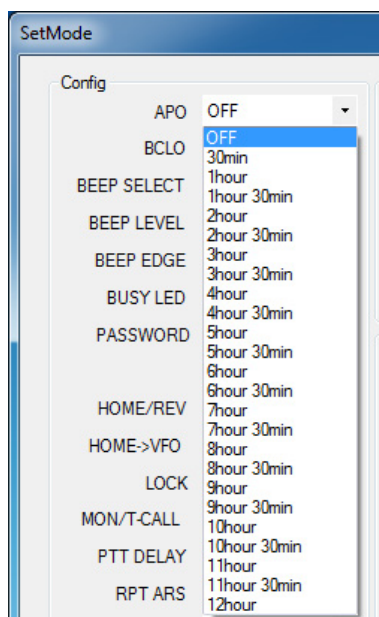 SetMode
Config
APO OFF
BCLO
BEEP SELECT
BEEP LEVEL
BEEP EDGE
BUSY LED
PASSWORD
HOME/REV
HOME->VFO
LOCK
MON/T-CALL
PTT DELAY
RPT ARS
OFF
30min
1hour
1hour 30min
2hour
2hour 30min
3hour
3hour 30min
4hour
4hour 30min
5hour
5hour 30min
6hour
6hour 30min
7hour
7hour 30min
8hour
8hour 30min
9hour
9hour 30min
10hour
10hour 30min
11hour
11hour 30min
12hour